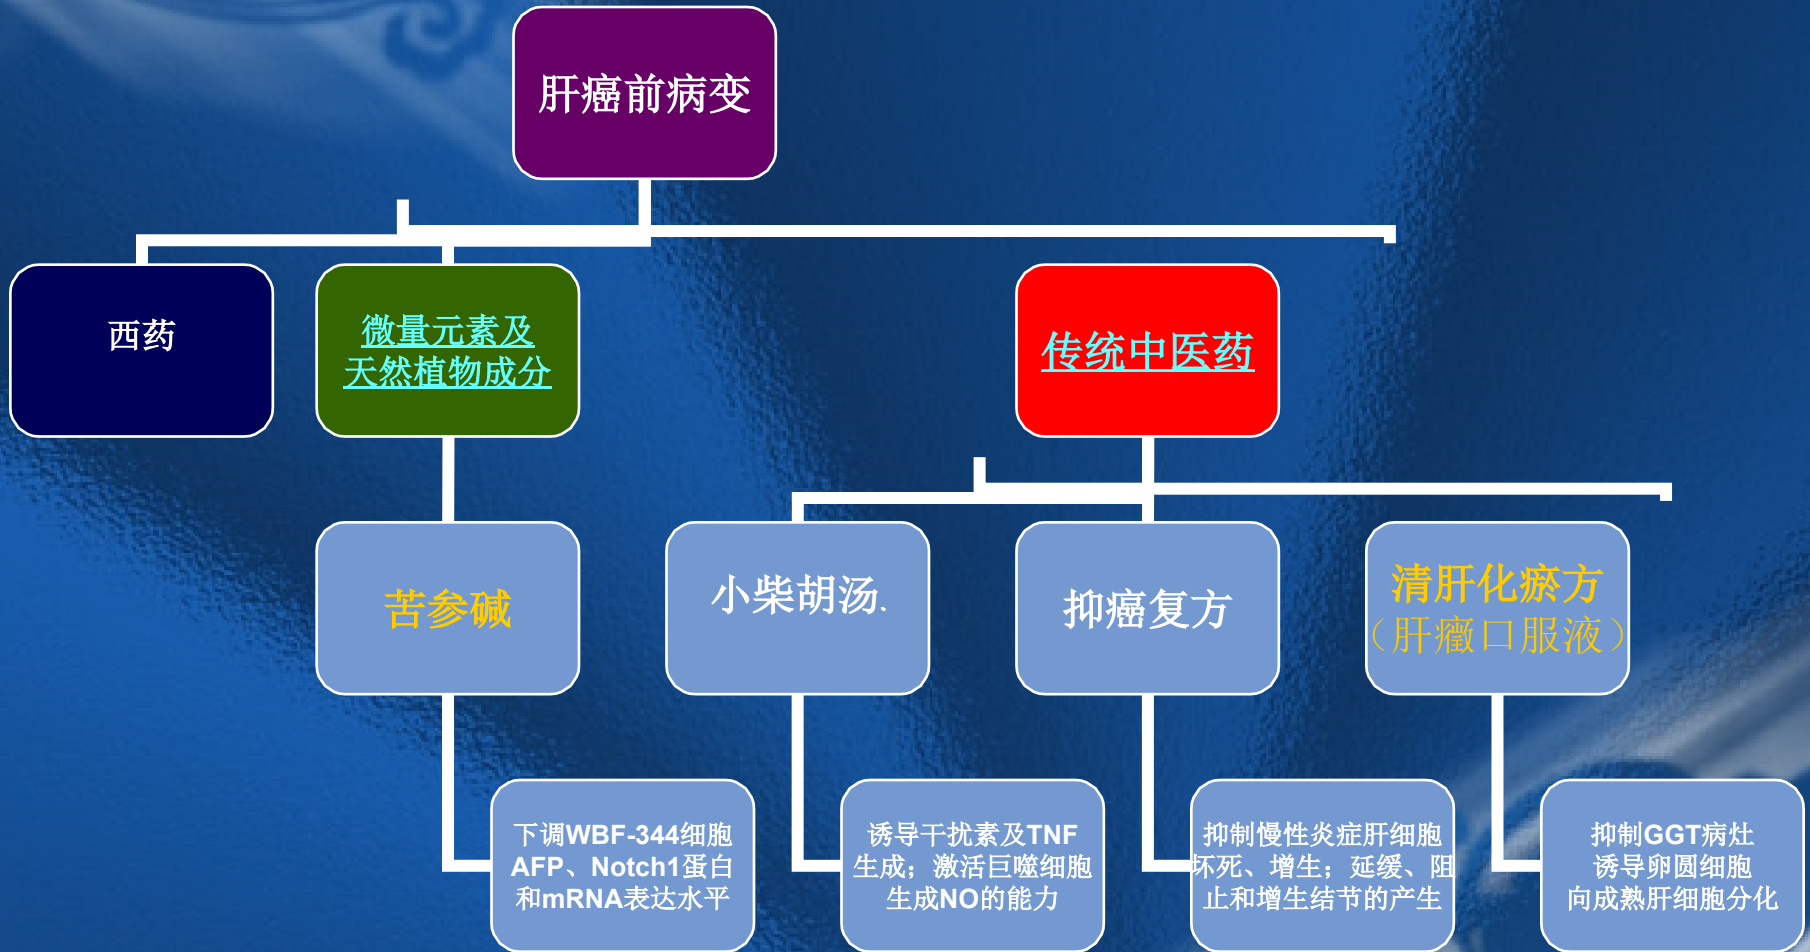 肝癌前病变
西药
微量元素及
天然植物成分
传统中医药
苦参碱
小柴胡汤.
抑癌复方
清肝化瘀方
（肝癥口服液）
下调WBF-344细胞
AFP、Notch1蛋白
和mRNA表达水平
诱导干扰素及TNF
生成；激活巨噬细胞
生成NO的能力
抑制慢性炎症肝细胞
坏死、增生；延缓、阻
止和增生结节的产生
抑制GGT病灶
诱导卵圆细胞
向成熟肝细胞分化